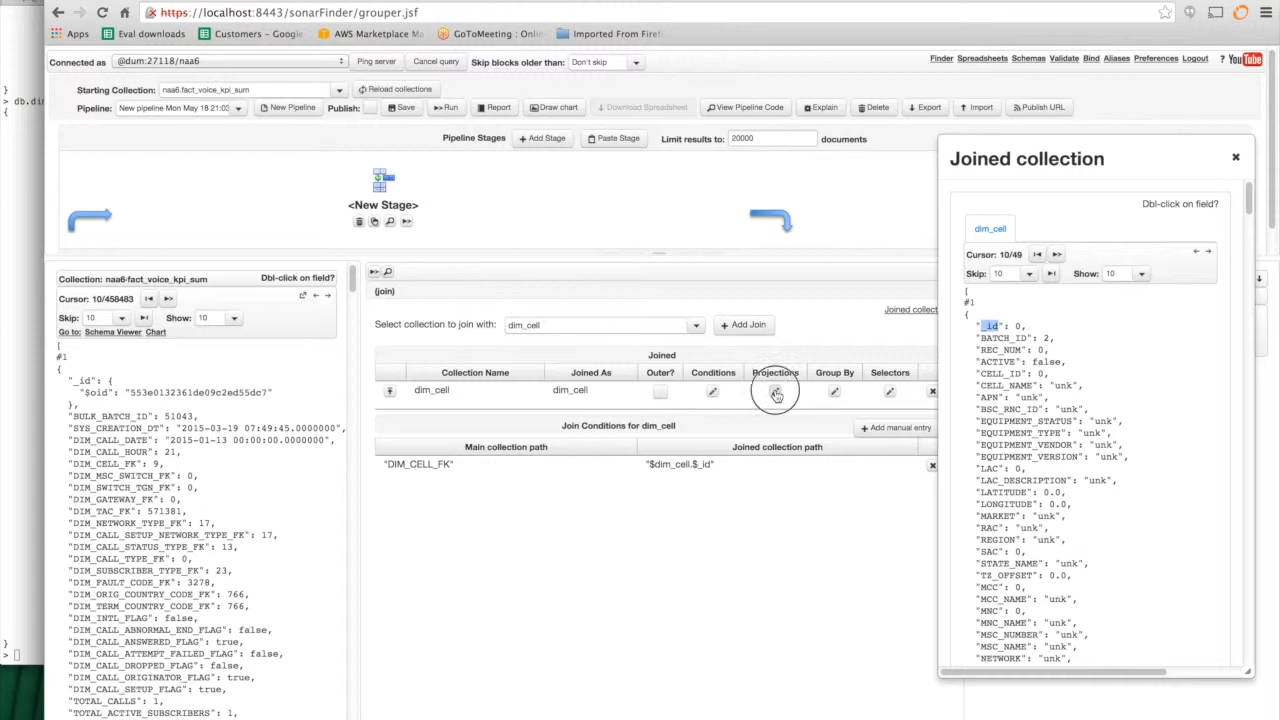 https://localhost:8443/sonarFinder/grouper.jsf
Apps Eval downloads Customers - Google AWS Marketplace Ma GoToMeeting : Onli Imported From Firef
Connected as @dum:27118/naa6 Ping server Cancel query Skip blocks older than: Don't skip Finder Spreadsheets Schemas Validate Bind Aliases Preferences Logout ? You Tube
Starting Collection: naa6.fact_voice_kpi_sum Reload collections
Pipeline: New pipeline Mon May 18 21:03 New Pipeline Publish: Save Run Report Draw chart Download Spreadsheet View Pipeline Code Explain Delete Export Import Publish URL
}
> db.dim
{
Pipeline Stages Add Stage Paste Stage Limit results to: 20000 documents
<New Stage>
Collection: naa6-fact_voice_kpi_sum Dbl-click on field?
Cursor: 10/458483
Skip: 10 Show: 10
Go to: Schema Viewer Chart
[
#1
{
"_id": {
"$oid": "553e0132361de09c2ed55dc7"
},
"BULK_BATCH_ID": 51043,
"SYS_CREATION_DT": "2015-03-19 07:49:45.0000000",
"DIM_CALL_DATE": "2015-01-13 00:00:00.0000000",
"DIM_CALL_HOUR": 21,
"DIM_CELL_FK": 9,
"DIM_MSC_SWITCH_FK": 0,
"DIM_SWITCH_TGN_FK": 0,
"DIM_GATEWAY_FK": 0,
"DIM_TAC_FK": 571381,
"DIM_NETWORK_TYPE_FK": 17,
"DIM_CALL_SETUP_NETWORK_TYPE_FK": 17,
"DIM_CALL_STATUS_TYPE_FK": 13,
"DIM_CALL_TYPE_FK": 0,
"DIM_SUBSCRIBER_TYPE_FK": 23,
"DIM_FAULT_CODE_FK": 3278,
"DIM_ORIG_COUNTRY_CODE_FK": 766,
"DIM_TERM_COUNTRY_CODE_FK": 766,
"DIM_INTL_FLAG": false,
"DIM_CALL_ABNORMAL_END_FLAG": false,
"DIM_CALL_ANSWERED_FLAG": true,
"DIM_CALL_ATTEMPT_FAILED_FLAG": false,
"DIM_CALL_DROPPED_FLAG": false,
"DIM_CALL_ORIGINATOR_FLAG": true,
"DIM_CALL_SETUP_FLAG": true,
"TOTAL_CALLS": 1,
"TOTAL_ACTIVE_SUBSCRIBERS": 1,
}
>
(join)
Joined collect
Select collection to join with: dim_cell Add Join
Joined
Collection Name Joined As Outer? Conditions Projections Group By Selectors
dim_cell dim_cell
Join Conditions for dim_cell Add manual entry
Main collection path Joined collection path
"DIM_CELL_FK" "$dim_cell.$_id"
Joined collection
Dbl-click on field?
dim_cell
Cursor: 10/49
Skip: 10 Show: 10
[
#1
{
"_id": 0,
"BATCH_ID": 2,
"REC_NUM": 0,
"ACTIVE": false,
"CELL_ID": 0,
"CELL_NAME": "unk",
"APN": "unk",
"BSC_RNC_ID": "unk",
"EQUIPMENT_STATUS": "unk",
"EQUIPMENT_TYPE": "unk",
"EQUIPMENT_VENDOR": "unk",
"EQUIPMENT_VERSION": "unk",
"LAC": 0,
"LAC_DESCRIPTION": "unk",
"LATITUDE": 0.0,
"LONGITUDE": 0.0,
"MARKET": "unk",
"RAC": "unk",
"REGION": "unk",
"SAC": 0,
"STATE_NAME": "unk",
"TZ_OFFSET": 0.0,
"MCC": 0,
"MCC_NAME": "unk",
"MNC": 0,
"MNC_NAME": "unk",
"MSC_NUMBER": "unk",
"MSC_NAME": "unk",
"NETWORK": "unk",